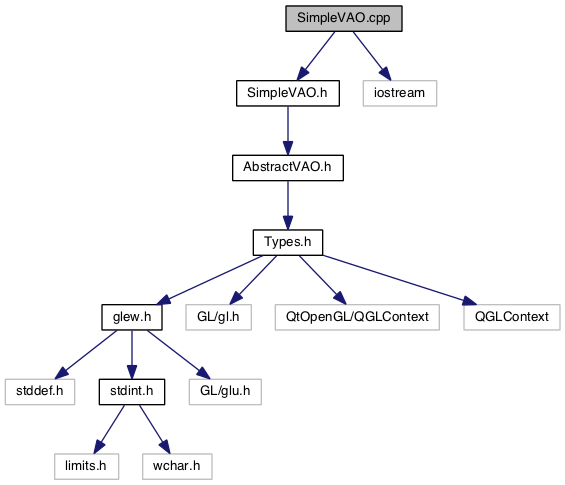 SimpleVAO.cpp
SimpleVAO.h
iostream
AbstractVAO.h
Types.h
glew.h
GL/gl.h
QtOpenGL/QGLContext
QGLContext
stddef.h
stdint.h
GL/glu.h
limits.h
wchar.h